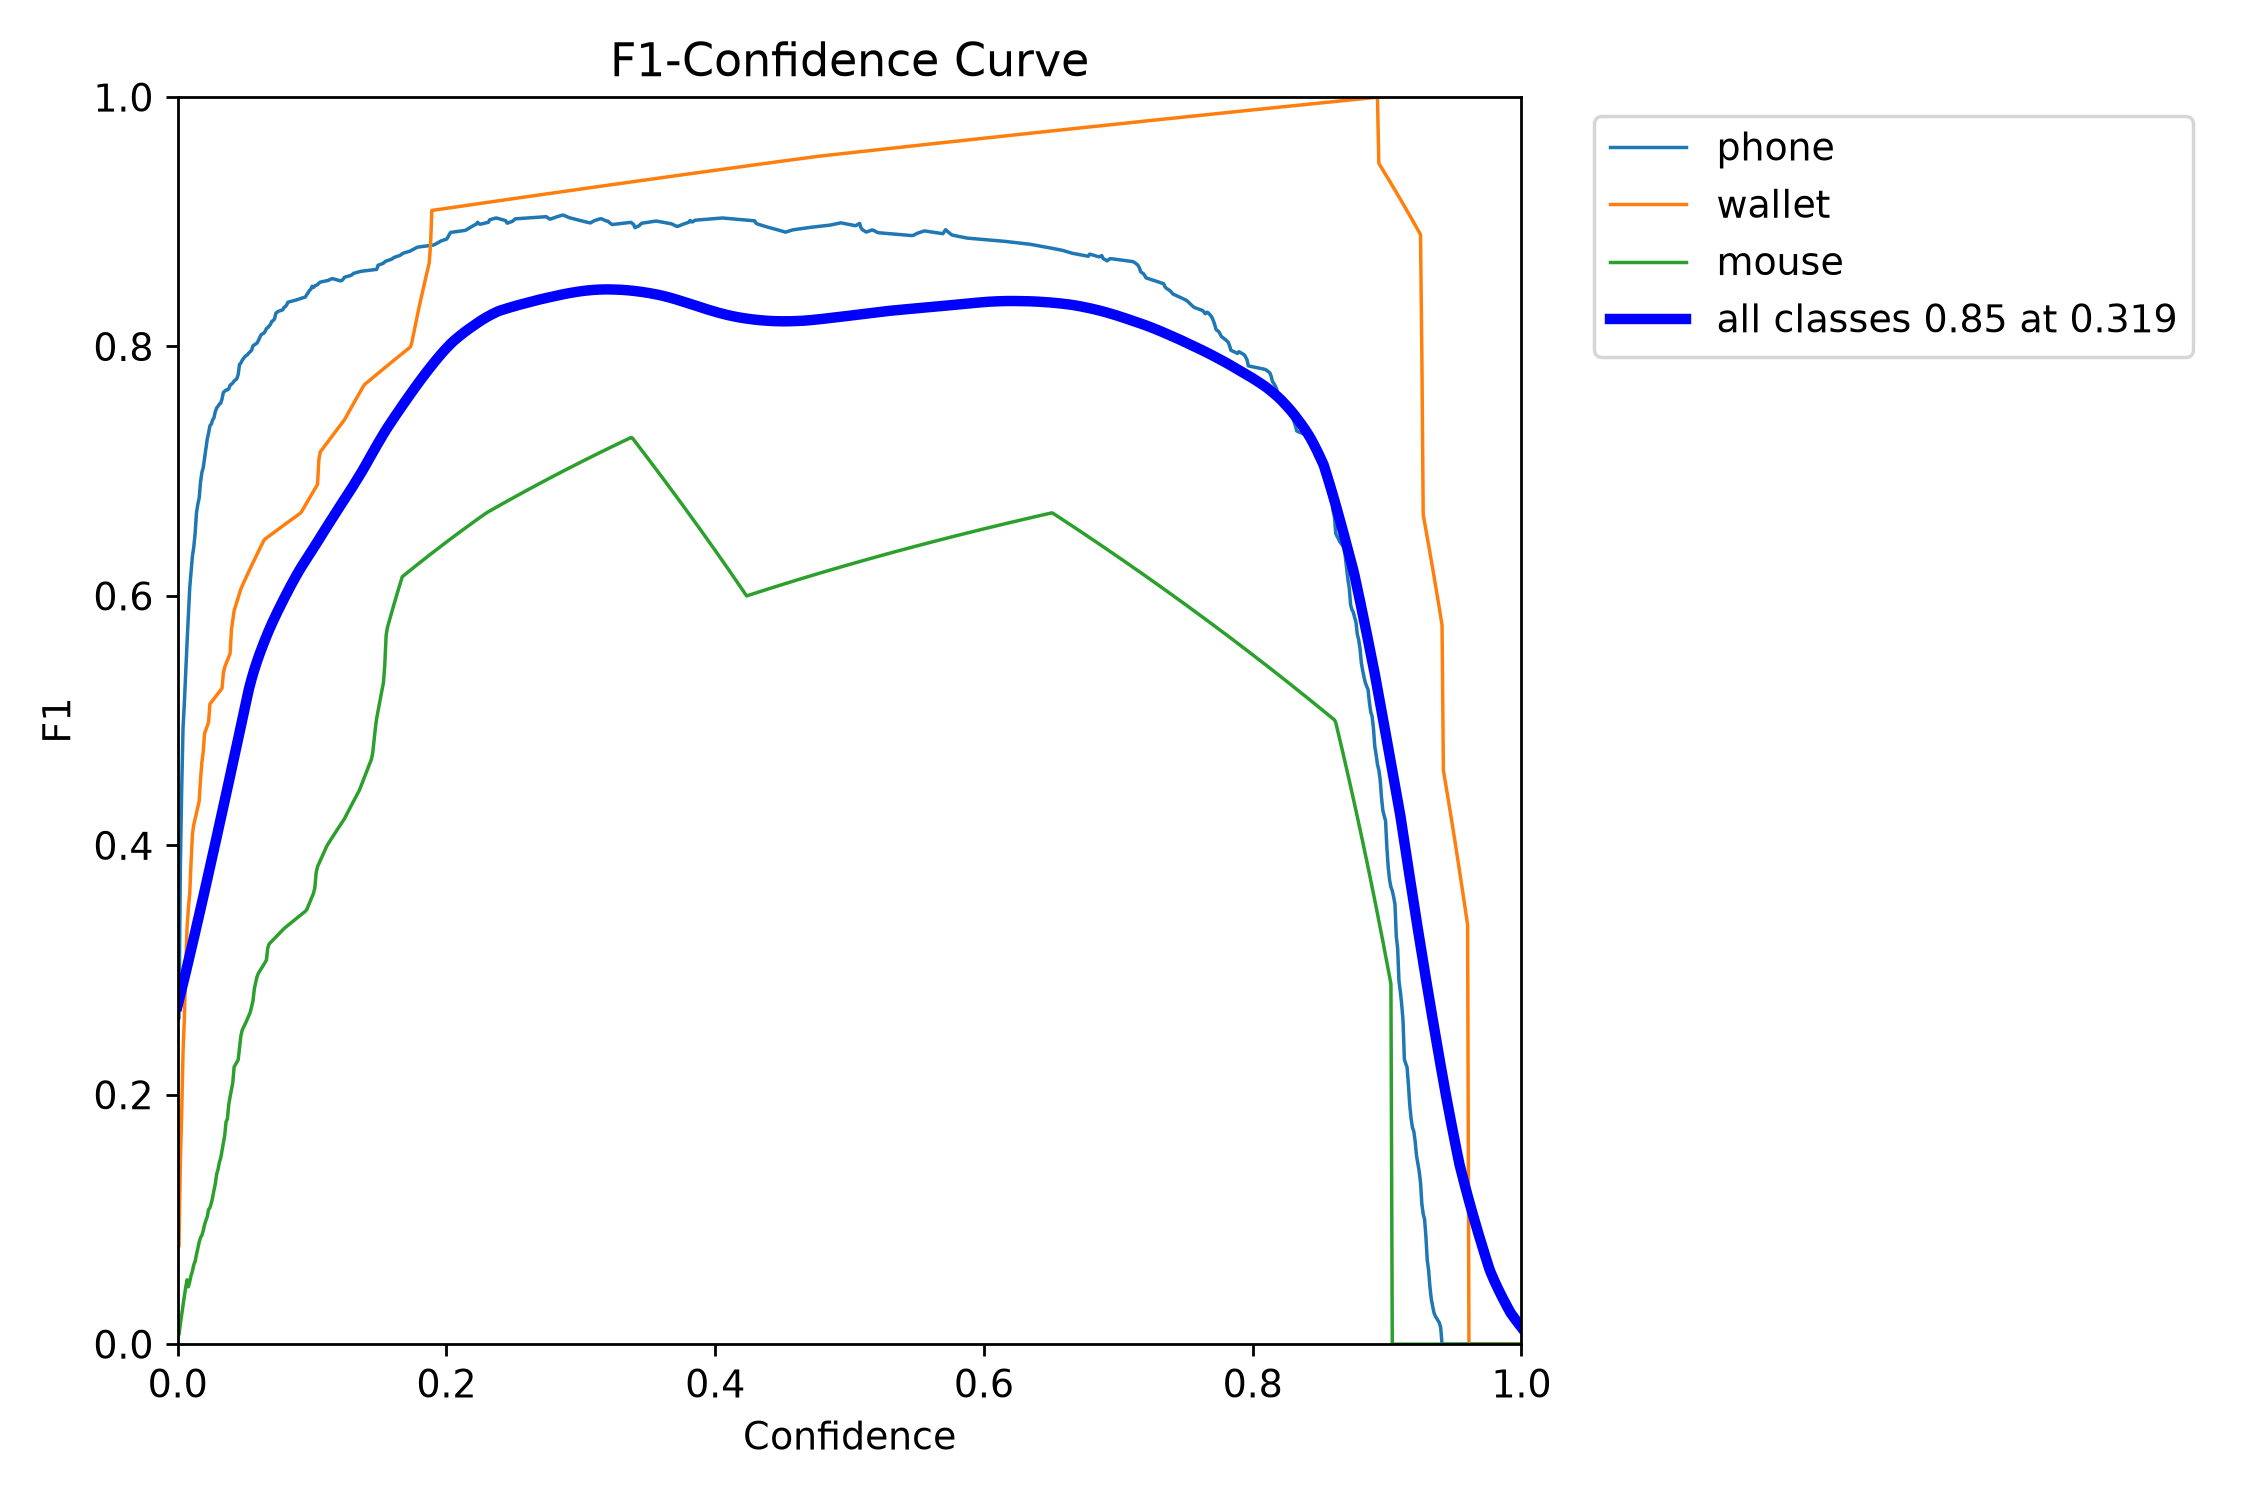 F1-Confidence Curve
1.0
0.8
0.6
0.4
0.2
0.0
F1
0.0 0.2 0.4 0.6 0.8 1.0
Confidence
phone
wallet
mouse
all classes 0.85 at 0.319